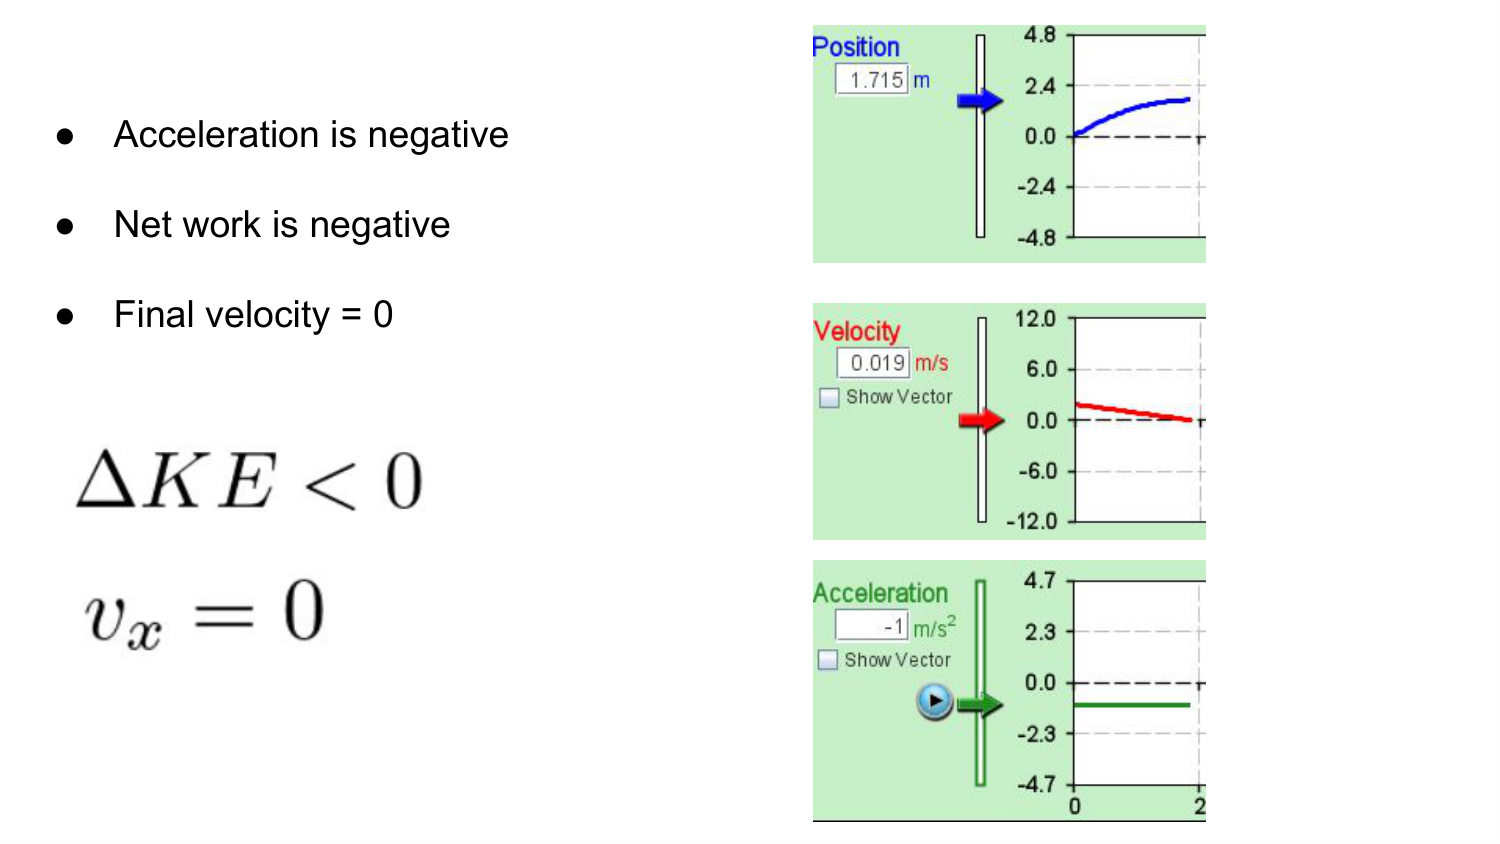 ● Acceleration is negative
● Net work is negative
● Final velocity = 0
ΔKE < 0
v_x = 0
Position
1.715 m
4.8
2.4
0.0
-2.4
-4.8
Velocity
0.019 m/s
Show Vector
12.0
6.0
0.0
-6.0
-12.0
Acceleration
-1 m/s²
Show Vector
4.7
2.3
0.0
-2.3
-4.7
0 2